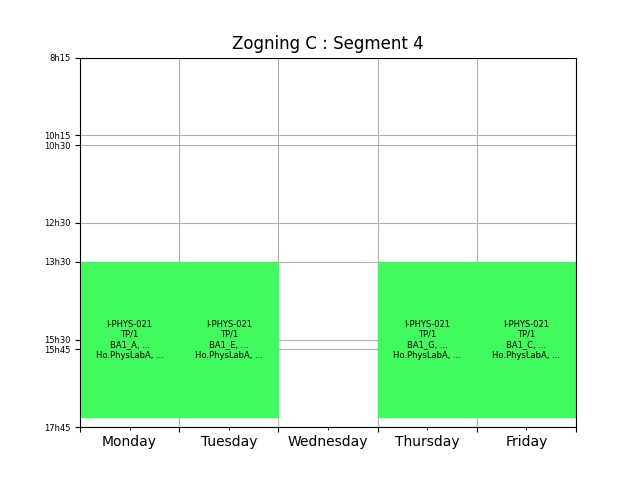 Zogning C : Segment 4
8h15
10h15
10h30
12h30
13h30
15h30
15h45
17h45
I-PHYS-021
TP/1
BA1_A, ...
Ho.PhysLabA, ...
I-PHYS-021
TP/1
BA1_E, ...
Ho.PhysLabA, ...
I-PHYS-021
TP/1
BA1_G, ...
Ho.PhysLabA, ...
I-PHYS-021
TP/1
BA1_C, ...
Ho.PhysLabA, ...
Monday
Tuesday
Wednesday
Thursday
Friday